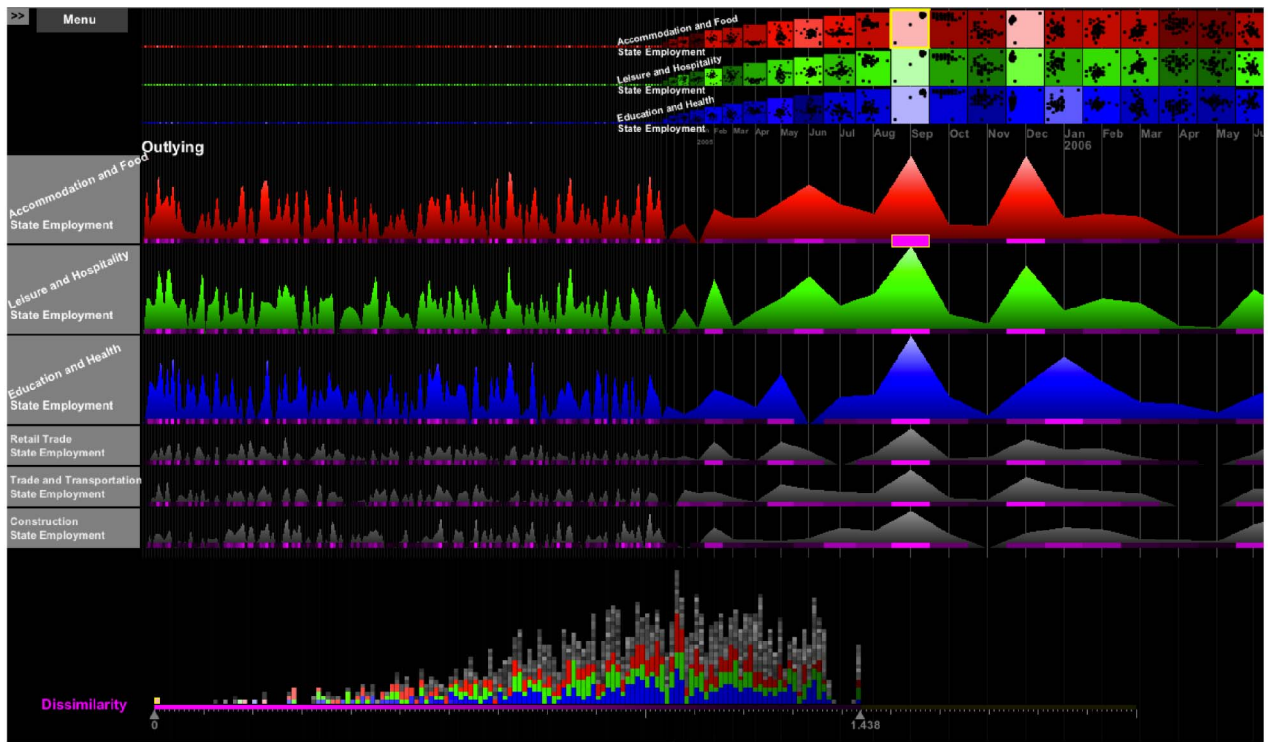 >>
Menu
Accommodation and Food
State Employment
Leisure and Hospitality
State Employment
Education and Health
State Employment
Feb Mar Apr May Jun Jul Aug Sep Oct Nov Dec Jan Feb Mar Apr May
2005
2006
Outlying
Accommodation and Food
State Employment
Leisure and Hospitality
State Employment
Education and Health
State Employment
Retail Trade
State Employment
Trade and Transportation
State Employment
Construction
State Employment
Dissimilarity
0
1.438